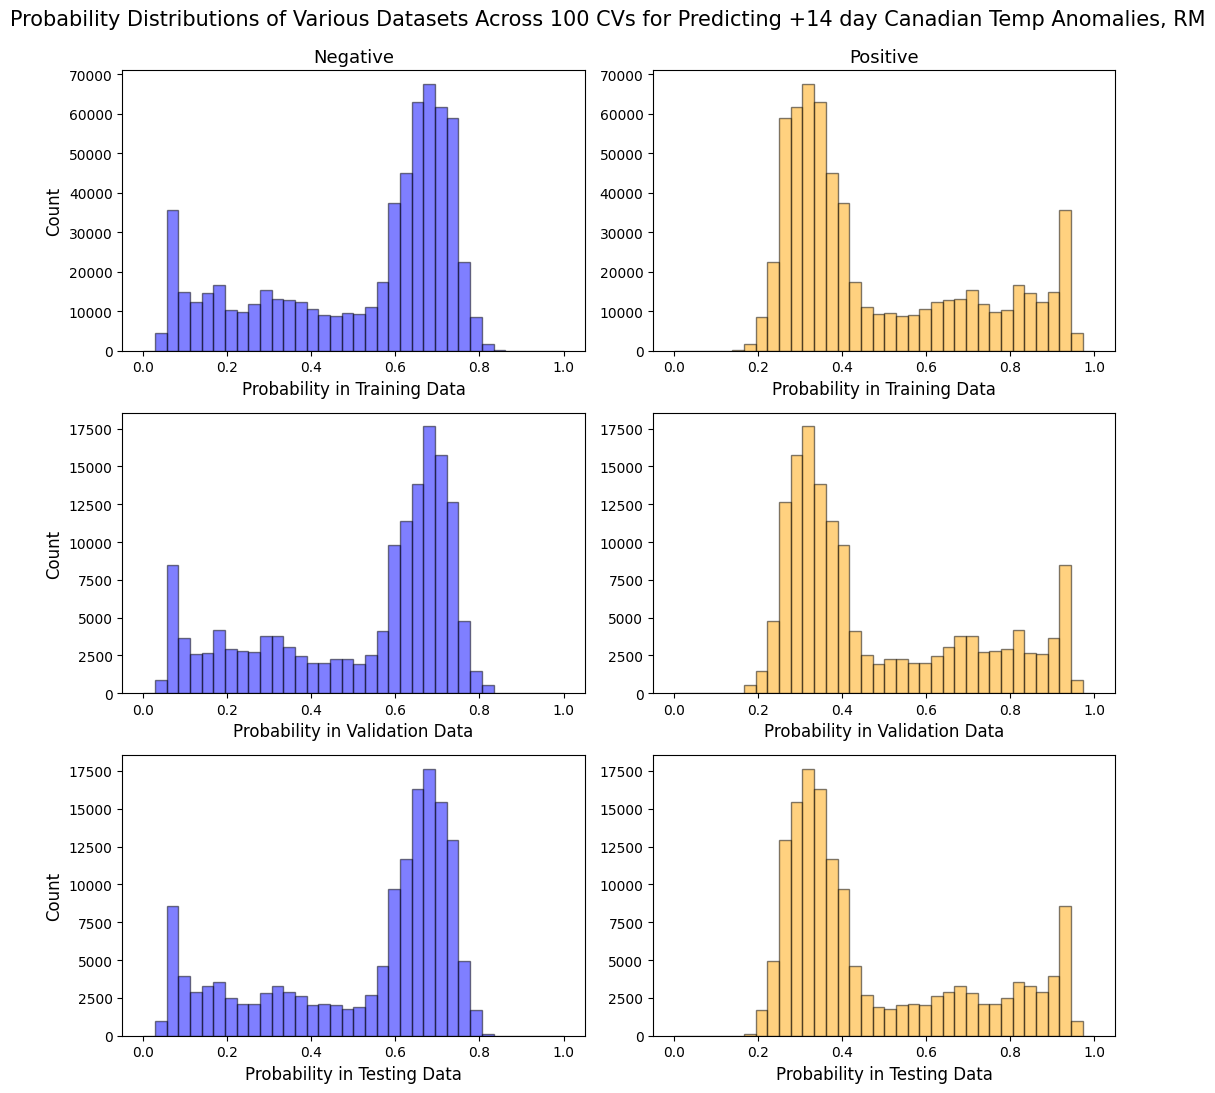 Probability Distributions of Various Datasets Across 100 CVs for Predicting +14 day Canadian Temp Anomalies, RM
Negative
Positive
70000
60000
50000
40000
30000
20000
10000
0
Count
0.0 0.2 0.4 0.6 0.8 1.0
Probability in Training Data
70000
60000
50000
40000
30000
20000
10000
0
0.0 0.2 0.4 0.6 0.8 1.0
Probability in Training Data
17500
15000
12500
10000
7500
5000
2500
0
Count
0.0 0.2 0.4 0.6 0.8 1.0
Probability in Validation Data
17500
15000
12500
10000
7500
5000
2500
0
0.0 0.2 0.4 0.6 0.8 1.0
Probability in Validation Data
17500
15000
12500
10000
7500
5000
2500
0
Count
0.0 0.2 0.4 0.6 0.8 1.0
Probability in Testing Data
17500
15000
12500
10000
7500
5000
2500
0
0.0 0.2 0.4 0.6 0.8 1.0
Probability in Testing Data